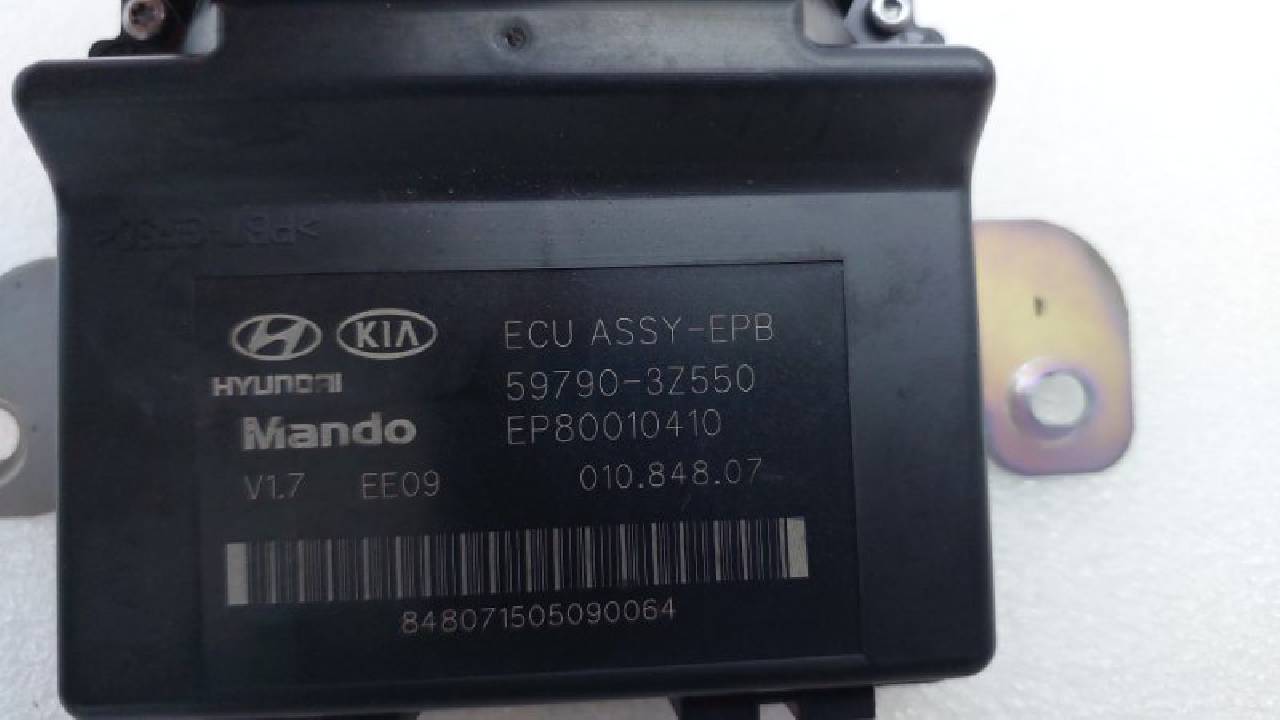 KIA
ECU ASSY-EPB
HYUNDAI
59790-3Z550
Mando
EP80010410
V1.7 EE09 010.848.07
848071505090064